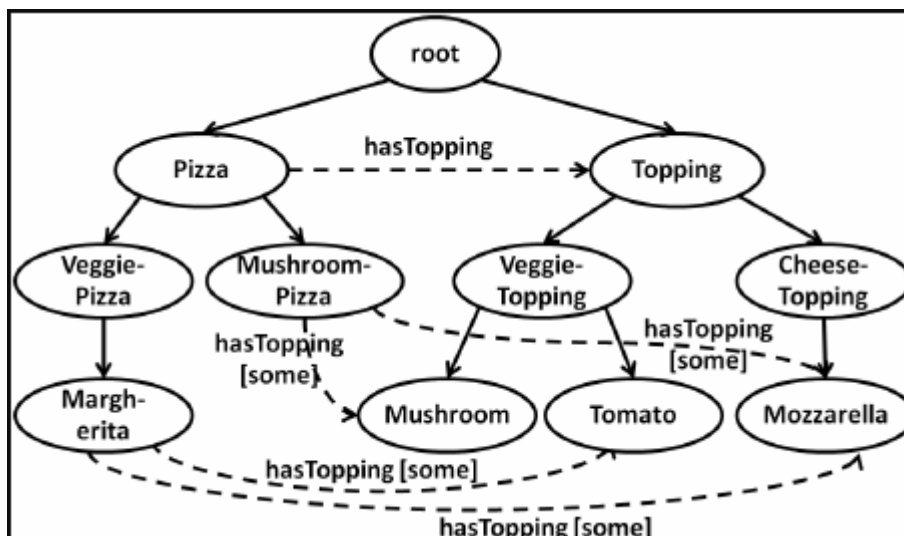 root
hasTopping
Pizza
Topping
Veggie-
Pizza
Mushroom-
Pizza
Veggie-
Topping
Cheese-
Topping
hasTopping
[some]
hasTopping
[some]
Margh-
erita
Mushroom
Tomato
Mozzarella
hasTopping [some]
hasTopping [some]